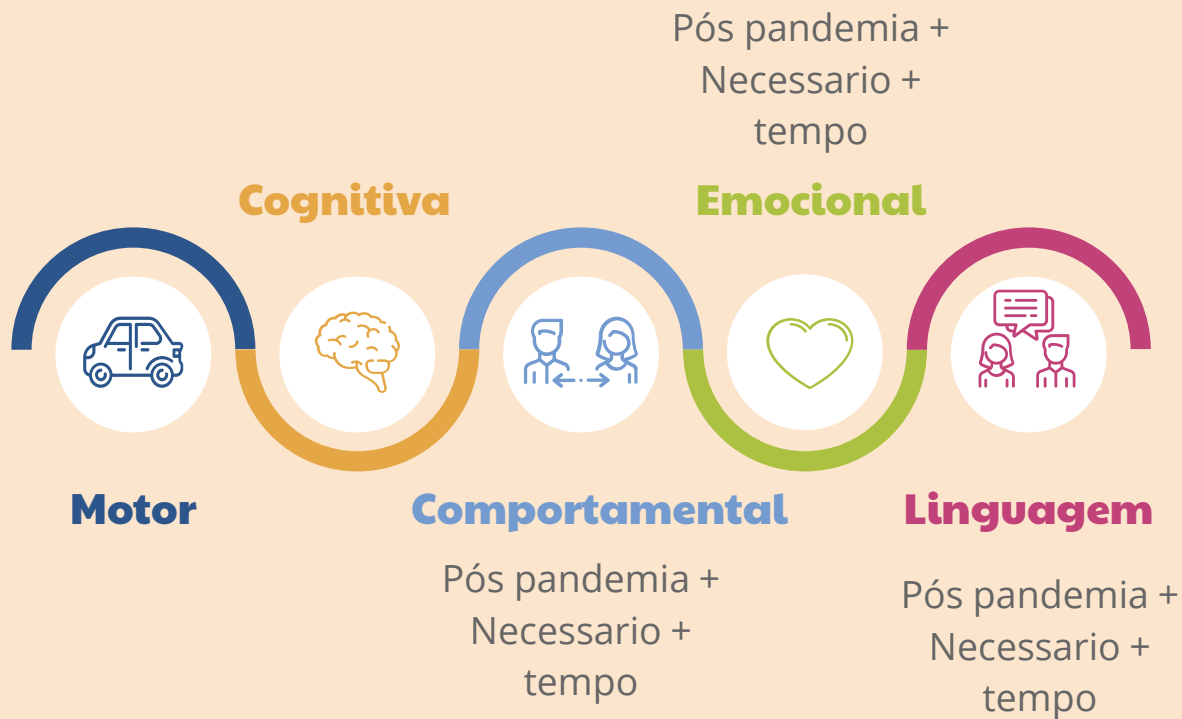 Pós pandemia +
Necessario +
tempo
Cognitiva
Emocional
Motor
Comportamental
Linguagem
Pós pandemia +
Necessario +
tempo
Pós pandemia +
Necessario +
tempo